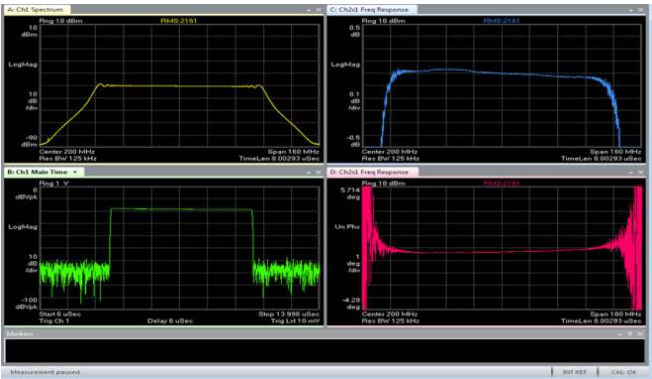 A: Ch1 Spectrum
Rng 10 dBm
RMS:2161
10
dBm
LogMag
10
dB
/div
-90
dBm
Center 200 MHz
Span 160 MHz
Res BW 125 kHz
TimeLen 8.00293 uSec
C: Ch2x1 Freq Response
Rng 10 dBm
RMS:2161
0.5
dB
LogMag
0.1
dB
/div
-0.5
dB
Center 200 MHz
Span 160 MHz
Res BW 125 kHz
TimeLen 8.00293 uSec
B: Ch1 Main Time
Rng 1 V
0
dBVpk
LogMag
10
dB
/div
-100
dBVpk
Start 6 uSec
Stop 13.998 uSec
Trig Ch 1
Delay 6 uSec
Trig Lvl 10 mV
D: Ch2x1 Freq Response
Rng 10 dBm
RMS:2161
5.714
deg
UnPhs
1
deg
/div
-4.29
deg
Center 200 MHz
Res BW 125 kHz
TimeLen 8.00293 uSec
Markers
Measurement paused
INT REF
CAL: OK